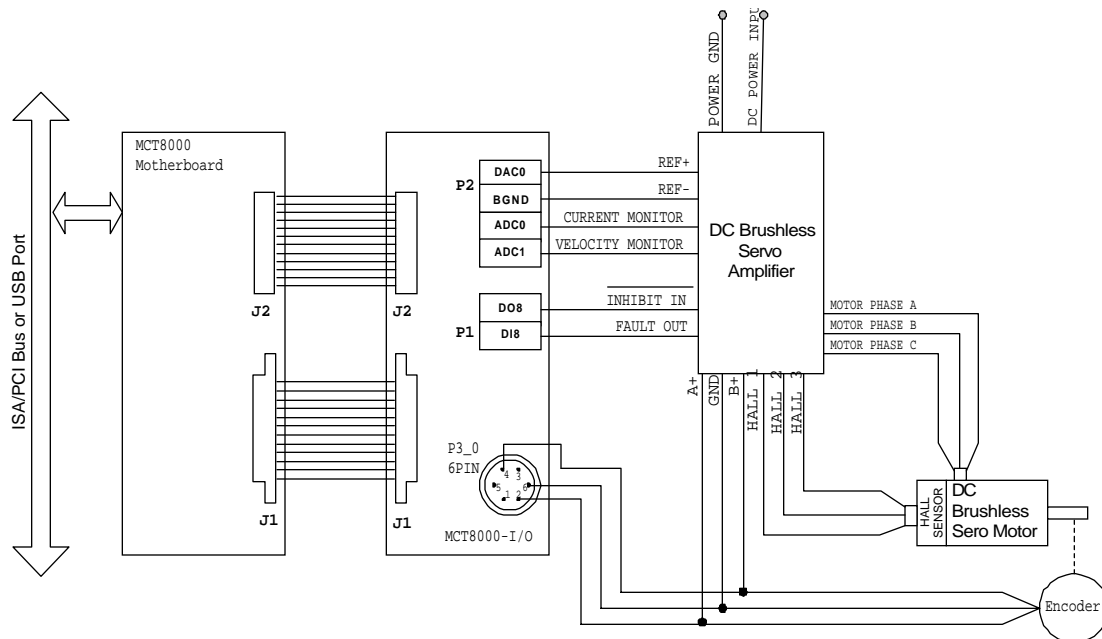 POWER GND
DC POWER INPU
ISA/PCI Bus or USB Port
MCT8000
Motherboard
J2
J1
J2
J1
P2
DAC0
BGND
ADC0
ADC1
P1
DO8
DI8
P3_0
6PIN
4
3
5
6
1
2
MCT8000-I/O
REF+
REF-
CURRENT MONITOR
VELOCITY MONITOR
INHIBIT IN
FAULT OUT
DC Brushless
Servo
Amplifier
MOTOR PHASE A
MOTOR PHASE B
MOTOR PHASE C
A+
GND
B+
HALL 1
HALL 2
HALL 3
HALL
SENSOR
DC
Brushless
Sero Motor
Encoder